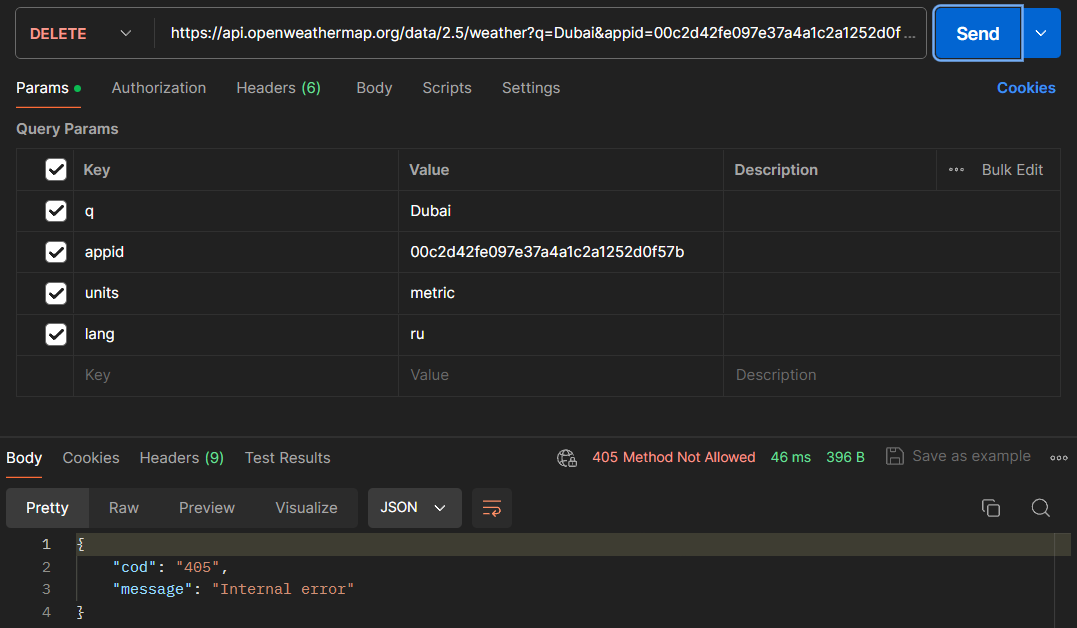 DELETE https://api.openweathermap.org/data/2.5/weather?q=Dubai&appid=00c2d42fe097e37a4a1c2a1252d0f ... Send
Params Authorization Headers (6) Body Scripts Settings Cookies
Query Params
Key Value Description Bulk Edit
q Dubai
appid 00c2d42fe097e37a4a1c2a1252d0f57b
units metric
lang ru
Key Value Description
Body Cookies Headers (9) Test Results 405 Method Not Allowed 46 ms 396 B Save as example
Pretty Raw Preview Visualize JSON
1 {
2 "cod": "405",
3 "message": "Internal error"
4 }